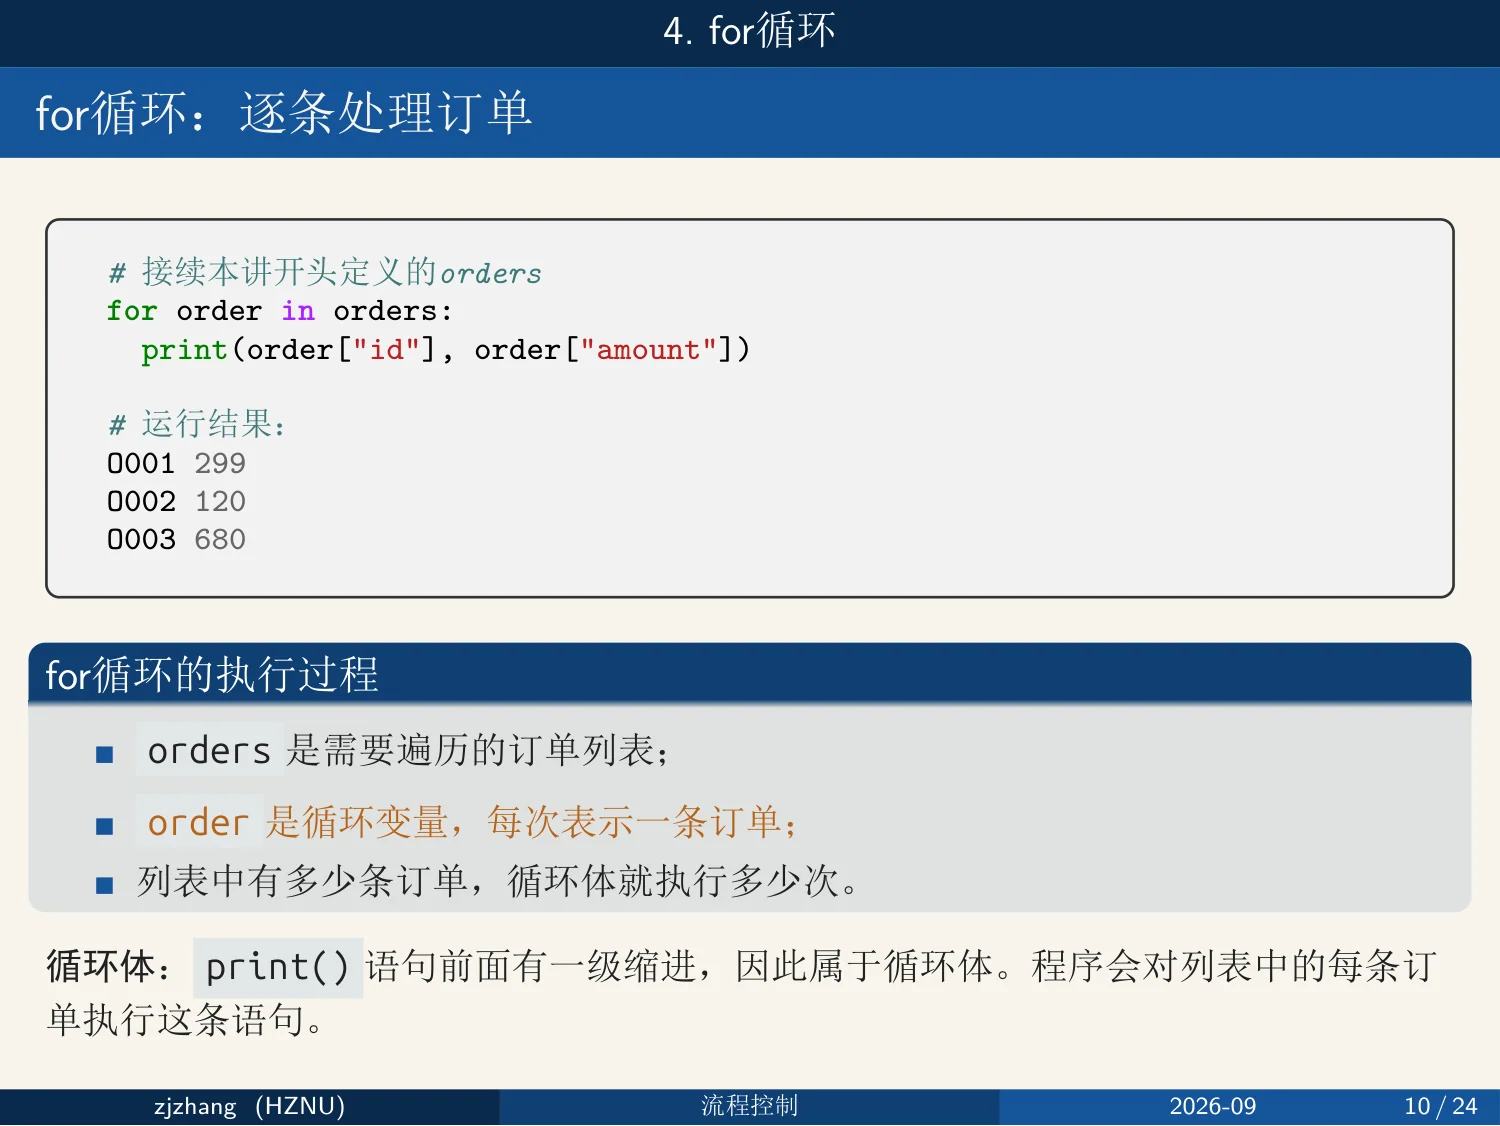 4. for循环
for循环：逐条处理订单
# 接续本讲开头定义的orders
for order in orders:
  print(order["id"], order["amount"])
# 运行结果：
O001 299
O002 120
O003 680
for循环的执行过程
orders 是需要遍历的订单列表；
order 是循环变量，每次表示一条订单；
列表中有多少条订单，循环体就执行多少次。
循环体：print() 语句前面有一级缩进，因此属于循环体。程序会对列表中的每条订
单执行这条语句。
zjzhang (HZNU) 流程控制 2026-09 10 / 24